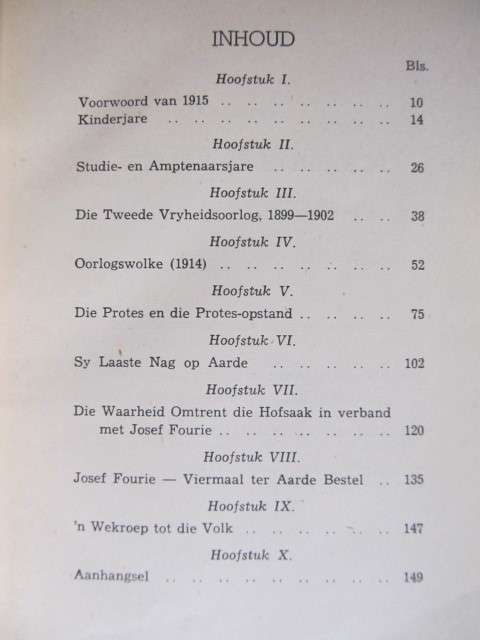 INHOUD
Bls.
Hoofstuk I.
Voorwoord van 1915 .. .. .. .. .. .. .. 10
Kinderjare .. .. .. .. .. .. .. .. .. 14
Hoofstuk II.
Studie- en Amptenaarsjare .. .. .. .. .. 26
Hoofstuk III.
Die Tweede Vryheidsoorlog, 1899—1902 .. .. 38
Hoofstuk IV.
Oorlogswolke (1914) .. .. .. .. .. .. .. 52
Hoofstuk V.
Die Protes en die Protes-opstand .. .. .. .. 75
Hoofstuk VI.
Sy Laaste Nag op Aarde .. .. .. .. .. 102
Hoofstuk VII.
Die Waarheid Omtrent die Hofsaak in verband
met Josef Fourie .. .. .. .. .. .. .. 120
Hoofstuk VIII.
Josef Fourie — Viermaal ter Aarde Bestel .. 135
Hoofstuk IX.
'n Wekroep tot die Volk .. .. .. .. .. .. 147
Hoofstuk X.
Aanhangsel .. .. .. .. .. .. .. .. .. 149